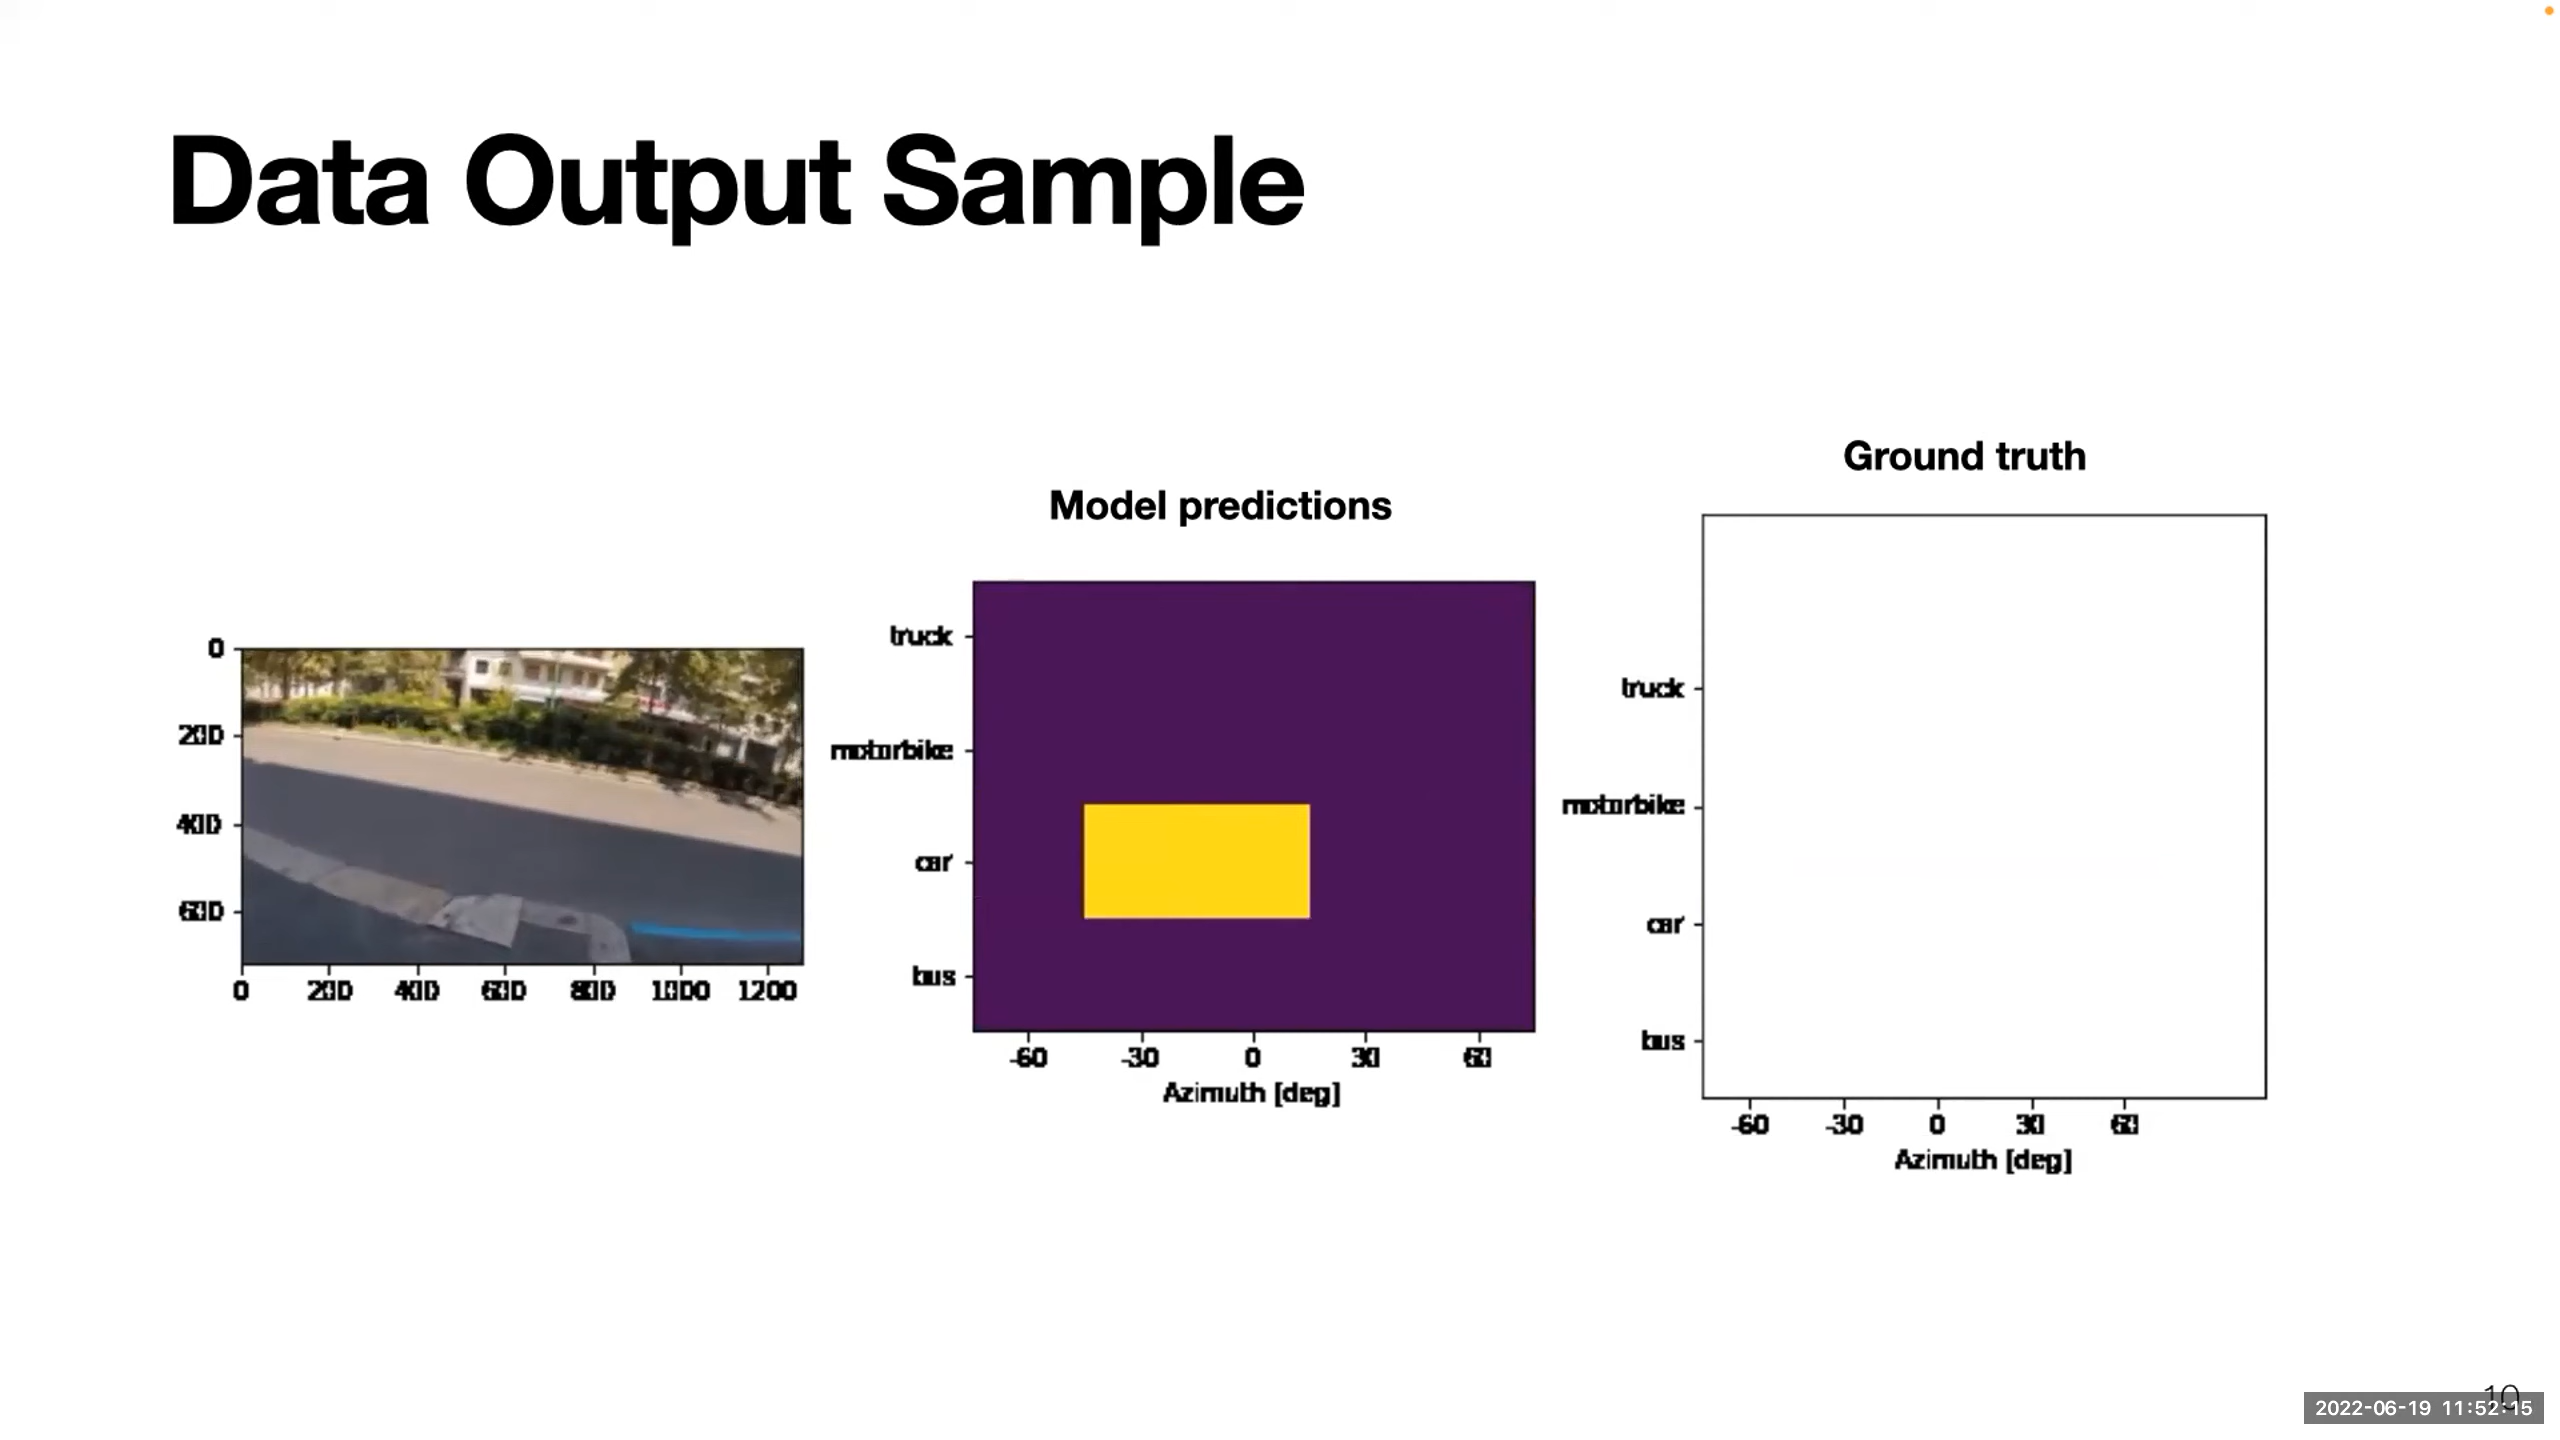 Data Output Sample
0
200
400
600
0 200 400 600 800 1000 1200
Model predictions
truck
motorbike
car
bus
-60 -30 0 30 60
Azimuth [deg]
Ground truth
truck
motorbike
car
bus
-60 -30 0 30 60
Azimuth [deg]
10
2022-06-19 11:52:15